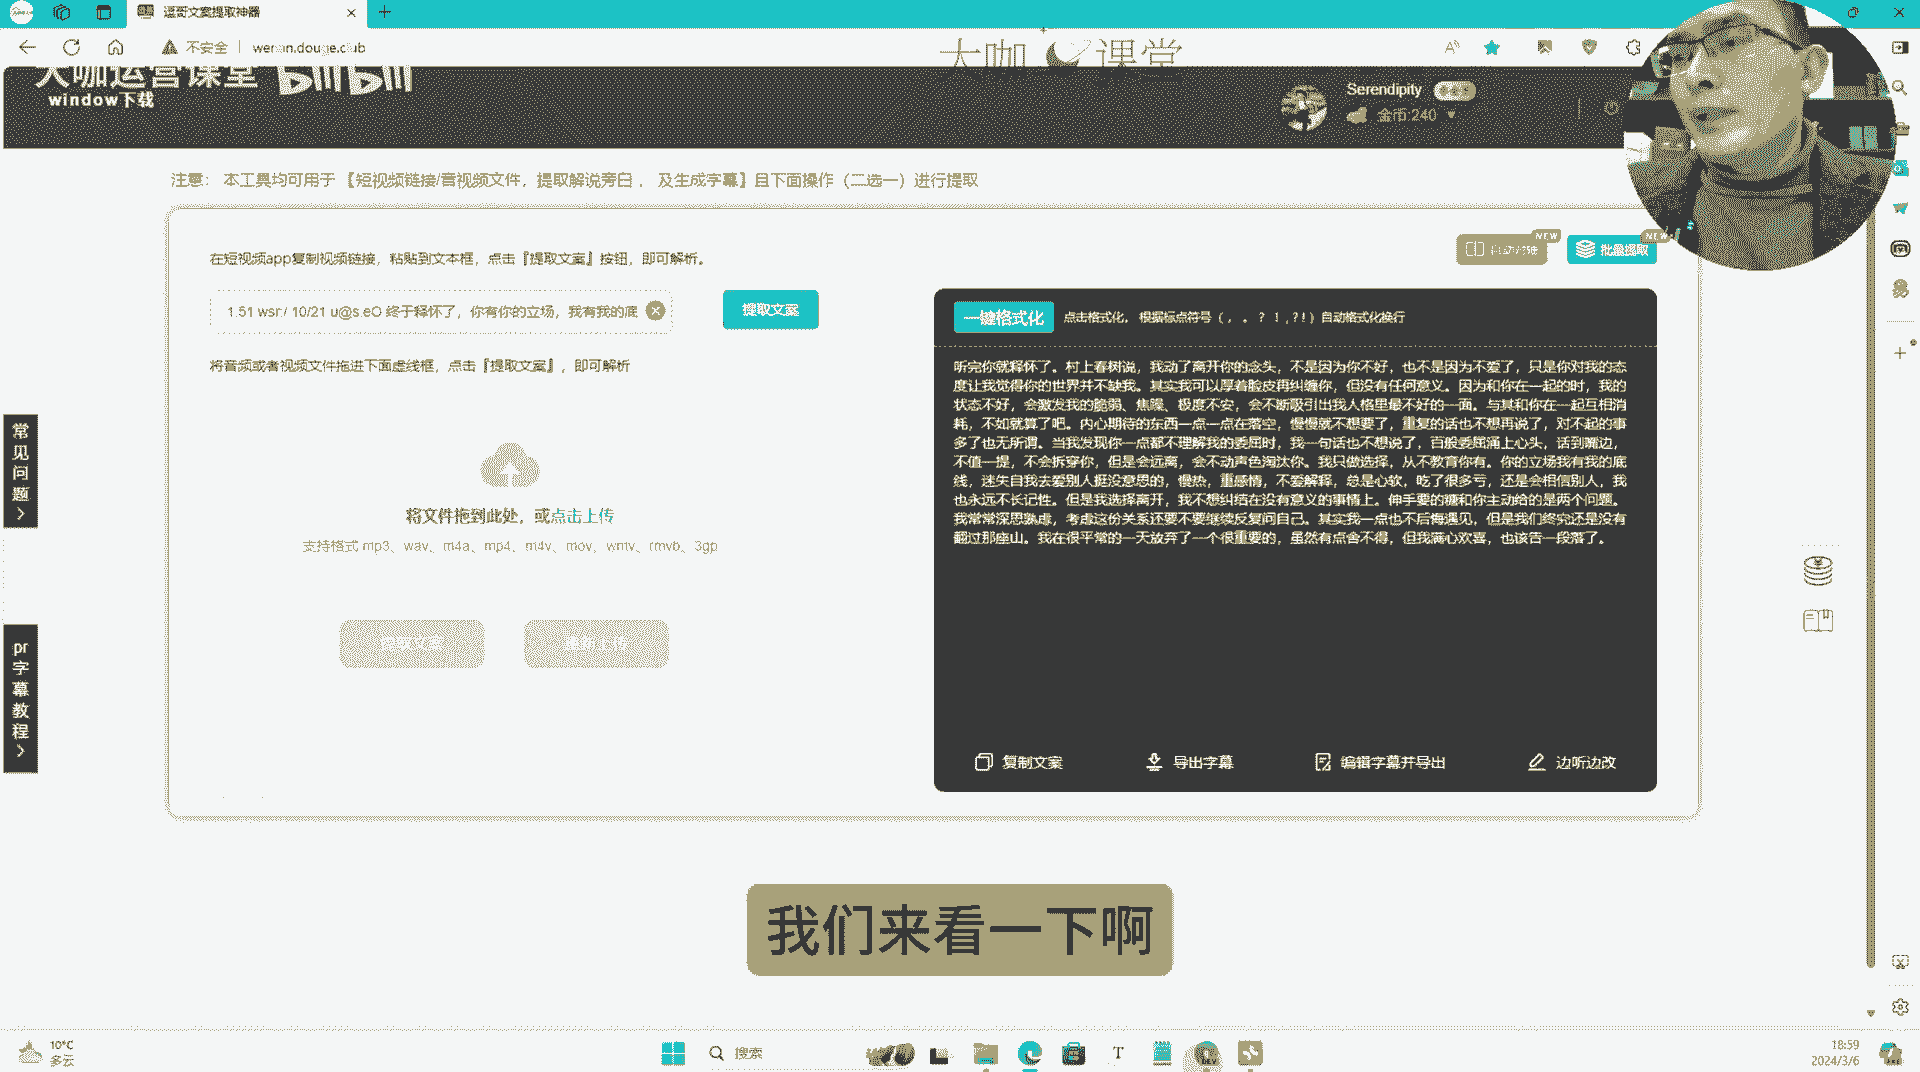 逗哥文案提取神器
不安全
大咖 课堂
大咖运营课堂 bilibili
window下载
Serendipity
金币:240
注意： 本工具均可用于 【短视频链接/音视频文件，提取解说旁白 ， 及生成字幕】且下面操作（二选一）进行提取
在短视频app复制视频链接，粘贴到文本框，点击『提取文案』按钮，即可解析。
NEW
NEW
批量提取
1.51 wsr:/ 10/21 u@s.eO 终于释怀了，你有你的立场，我有我的底
提取文案
将音频或者视频文件拖进下面虚线框，点击『提取文案』，即可解析
一键格式化 点击格式化， 根据标点符号（，。？！,?!）自动格式化换行
听完你就释怀了。村上春树说，我动了离开你的念头，不是因为你不好，也不是因为不爱了，只是你对我的态
度让我觉得你的世界并不缺我。其实我可以厚着脸皮再纠缠你，但没有任何意义。因为和你在一起的时，我的
状态不好，会激发我的脆弱、焦躁、极度不安，会不断吸引出我人格里最不好的一面。与其和你在一起互相消
耗，不如就算了吧。内心期待的东西一点一点在落空，慢慢就不想要了，重复的话也不想再说了，对不起的事
多了也无所谓。当我发现你一点都不理解我的委屈时，我一句话也不想说了，百般委屈涌上心头，话到嘴边，
不值一提，不会拆穿你，但是会远离，会不动声色淘汰你。我只做选择，从不教育你有。你的立场我有我的底
线，迷失自我去爱别人挺没意思的，慢热，重感情，不爱解释，总是心软，吃了很多亏，还是会相信别人，我
也永远不长记性。但是我选择离开，我不想纠结在没有意义的事情上。伸手要的糖和你主动给的是两个问题。
我常常深思熟虑，考虑这份关系还要不要继续反复问自己。其实我一点也不后悔遇见，但是我们终究还是没有
翻过那座山。我在很平常的一天放弃了一个很重要的，虽然有点舍不得，但我满心欢喜，也该告一段落了。
将文件拖到此处，或点击上传
支持格式 mp3、wav、m4a、mp4、m4v、mov、wmv、rmvb、3gp
提取文案
重新上传
复制文案
导出字幕
编辑字幕并导出
边听边改
常见问题
pr字幕教程
我们来看一下啊
10°C
多云
搜索
18:59
2024/3/6